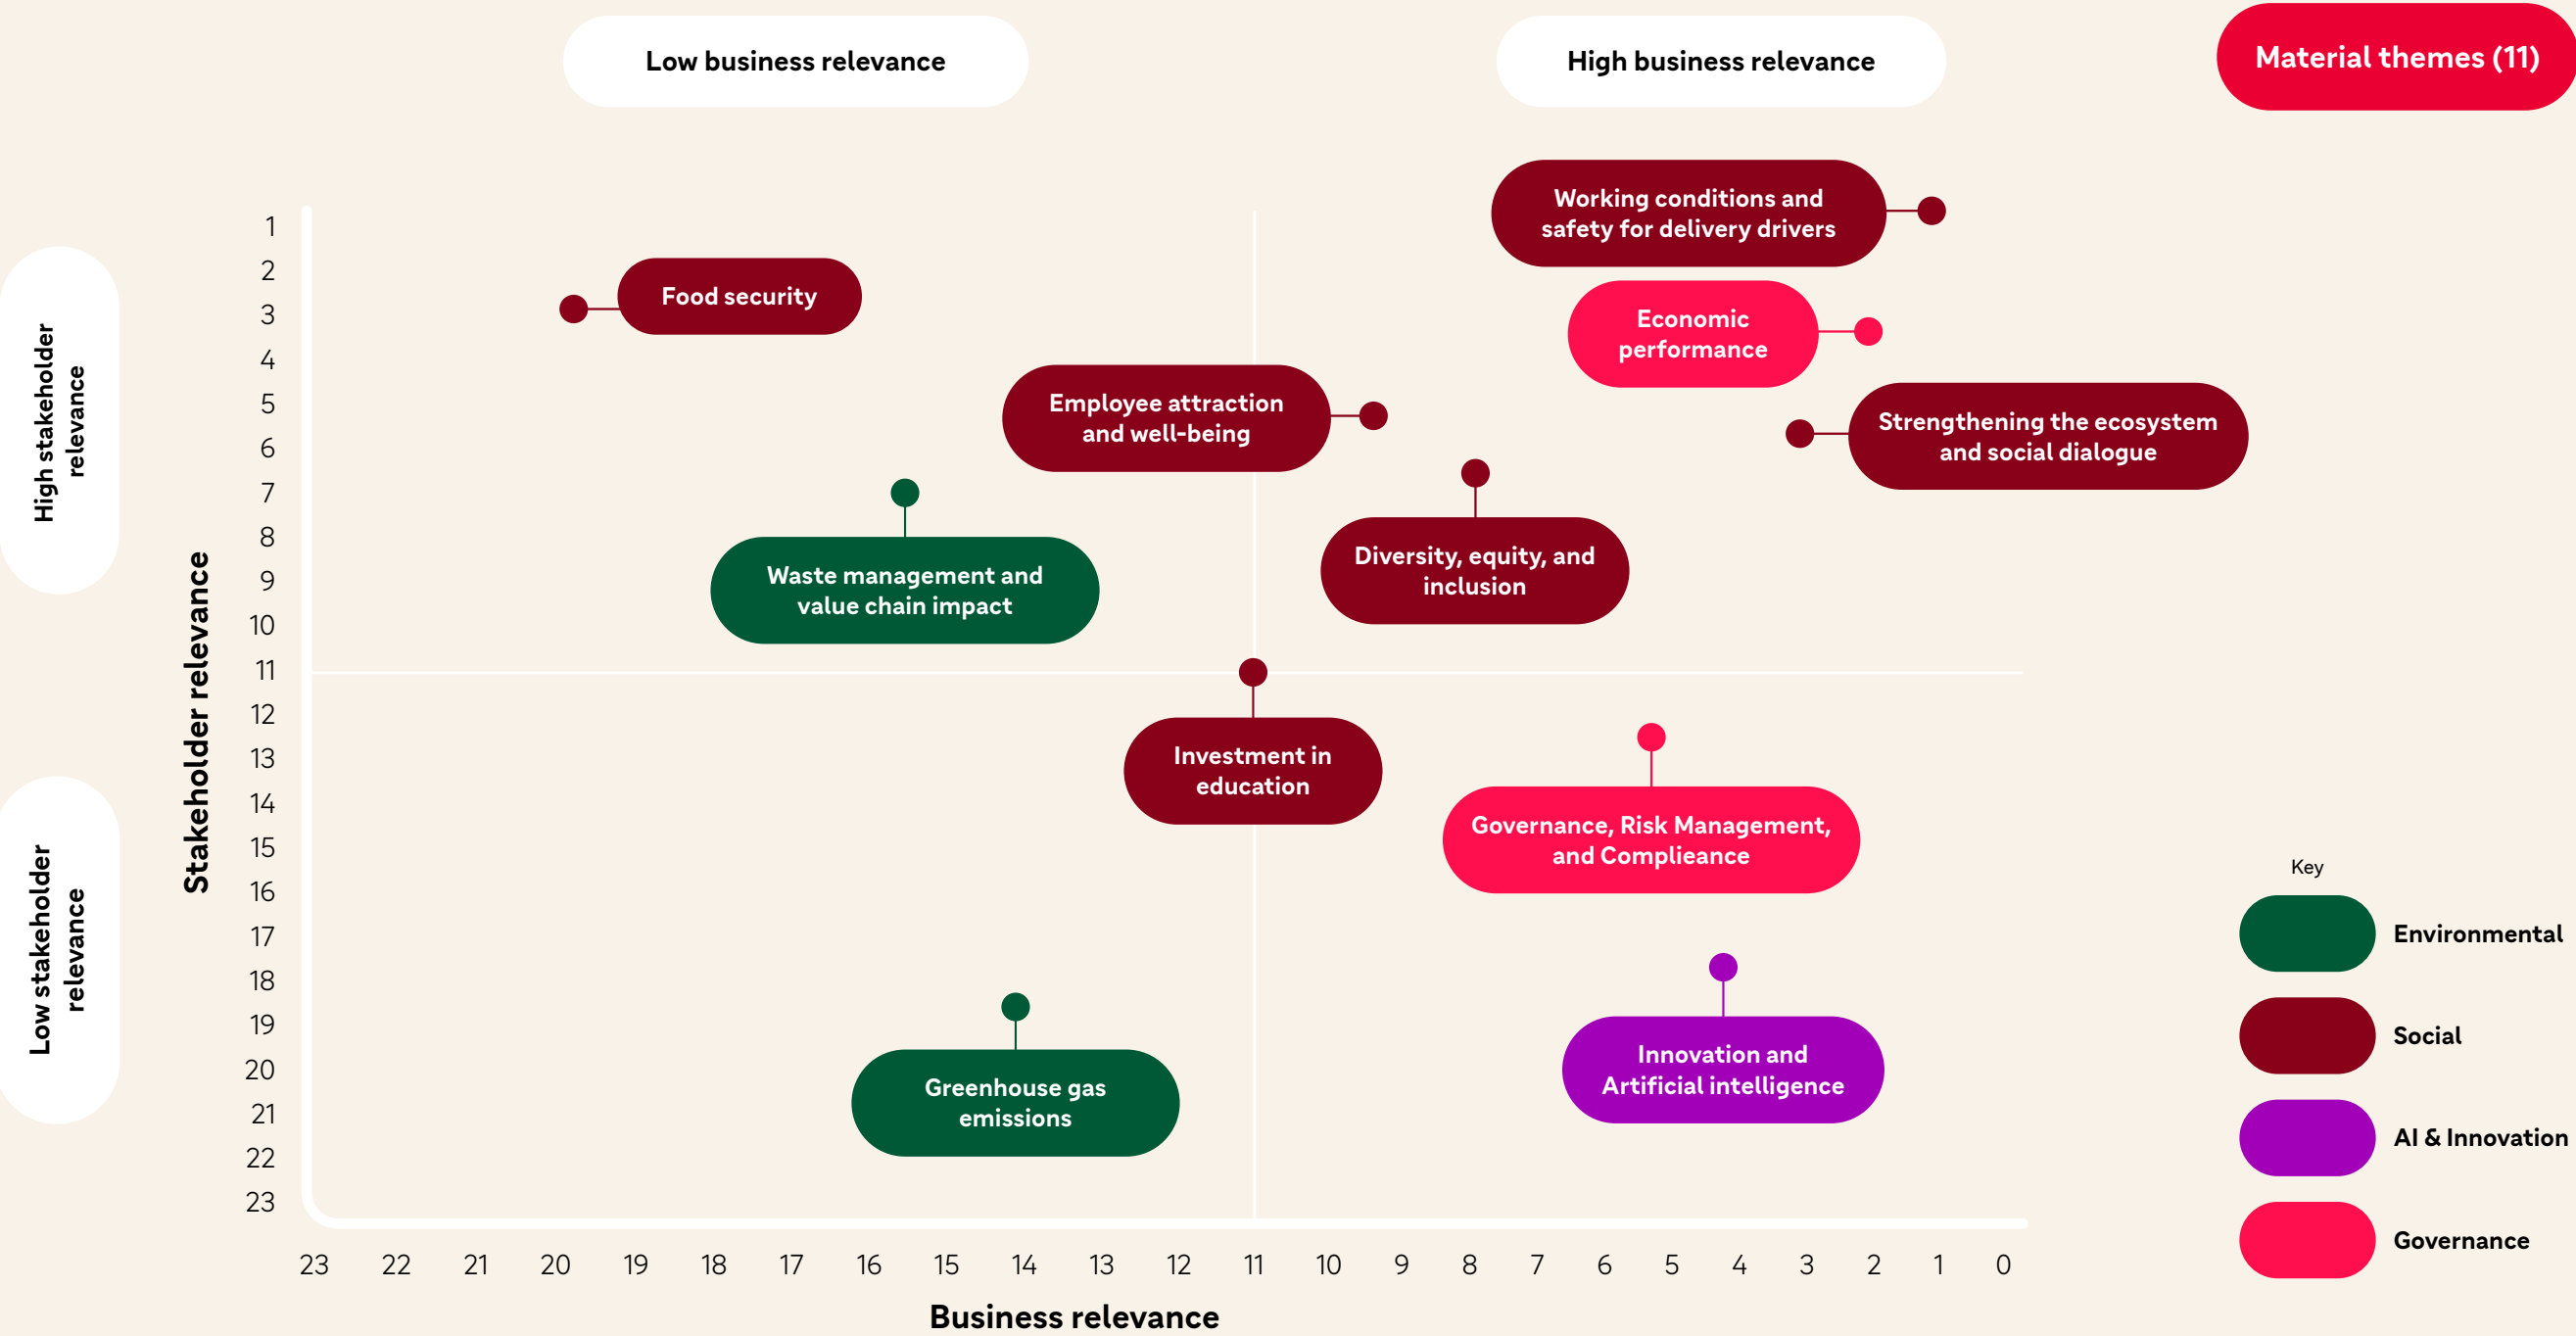 Low business relevance
High business relevance
Material themes (11)
High stakeholder
relevance
Low stakeholder
relevance
Stakeholder relevance
1
2
3
4
5
6
7
8
9
10
11
12
13
14
15
16
17
18
19
20
21
22
23
Working conditions and
safety for delivery drivers
Food security
Economic
performance
Employee attraction
and well-being
Strengthening the ecosystem
and social dialogue
Waste management and
value chain impact
Diversity, equity, and
inclusion
Investment in
education
Governance, Risk Management,
and Complieance
Innovation and
Artificial intelligence
Greenhouse gas
emissions
23 22 21 20 19 18 17 16 15 14 13 12 11 10 9 8 7 6 5 4 3 2 1 0
Business relevance
Key
Environmental
Social
AI & Innovation
Governance